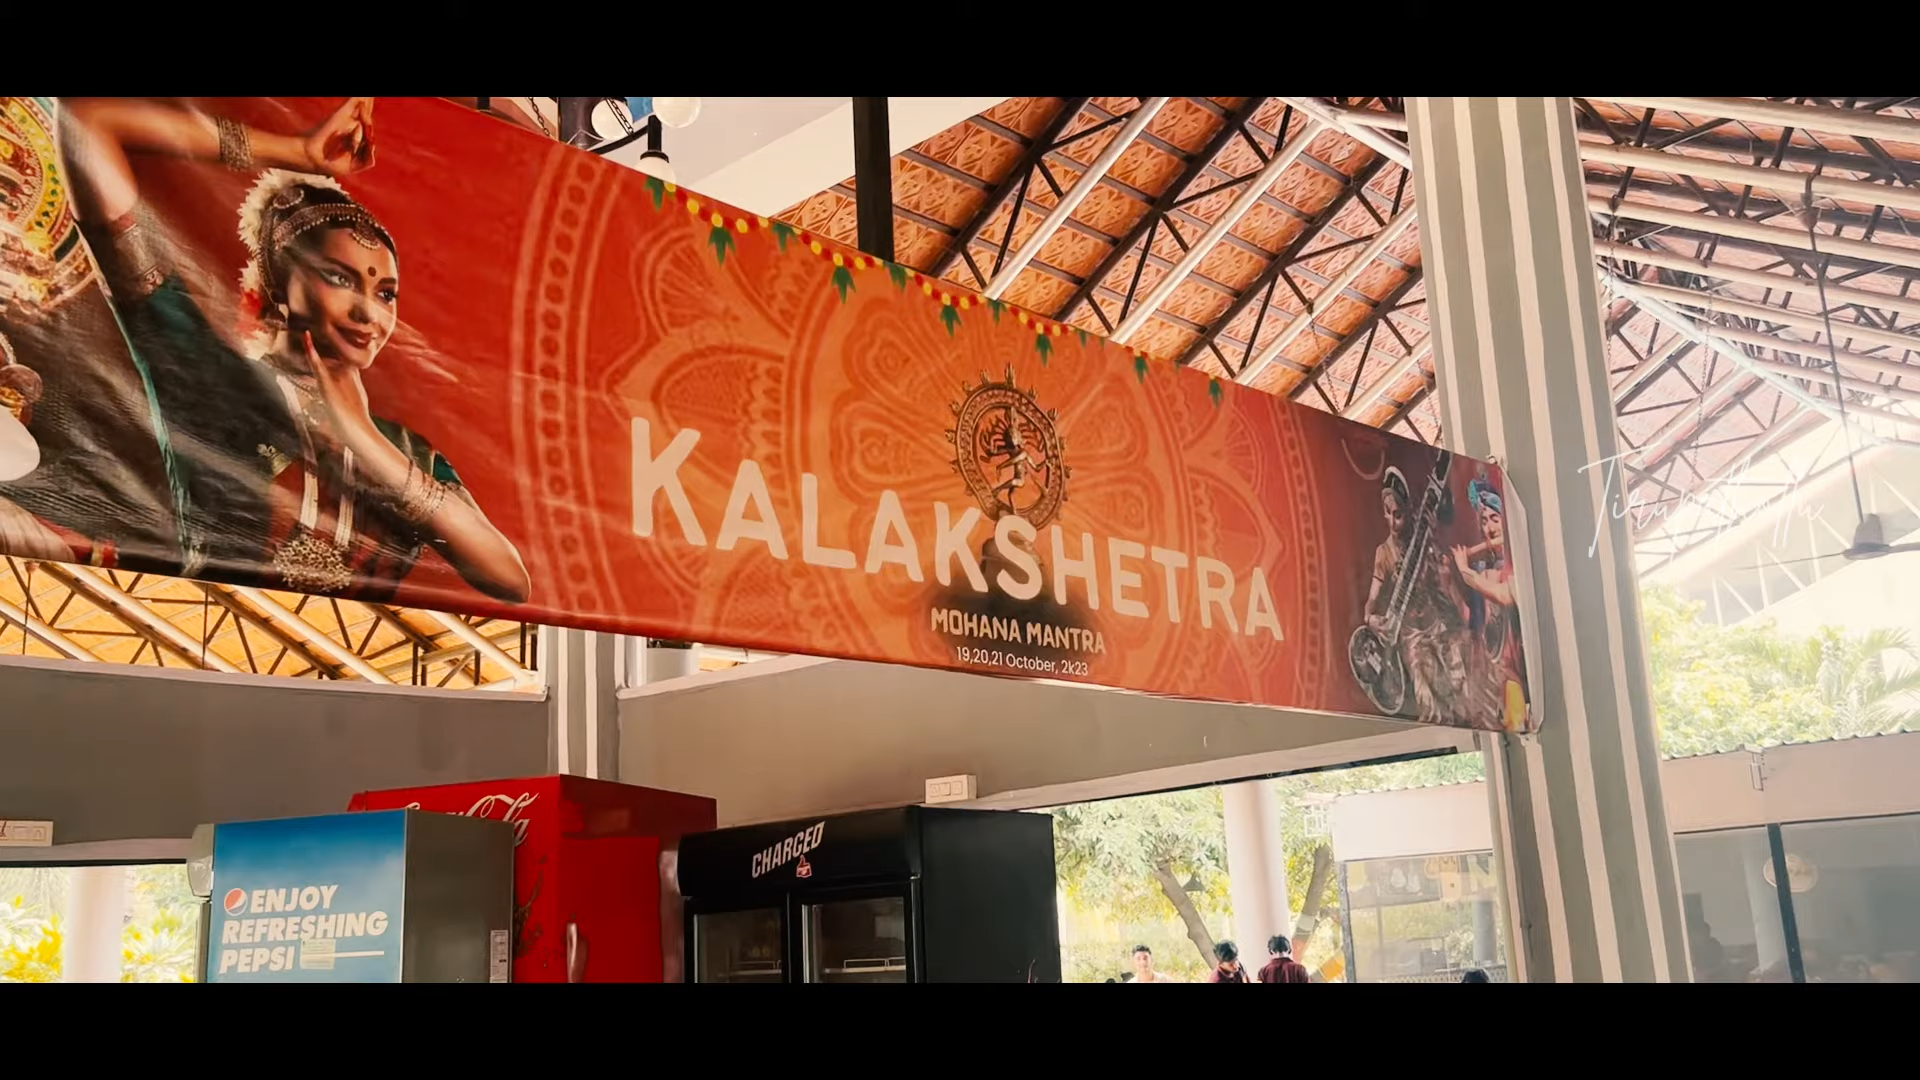 KALAKSHETRA
MOHANA MANTRA
19,20,21 October, 2k23
CHARGED
ENJOY
REFRESHING
PEPSI